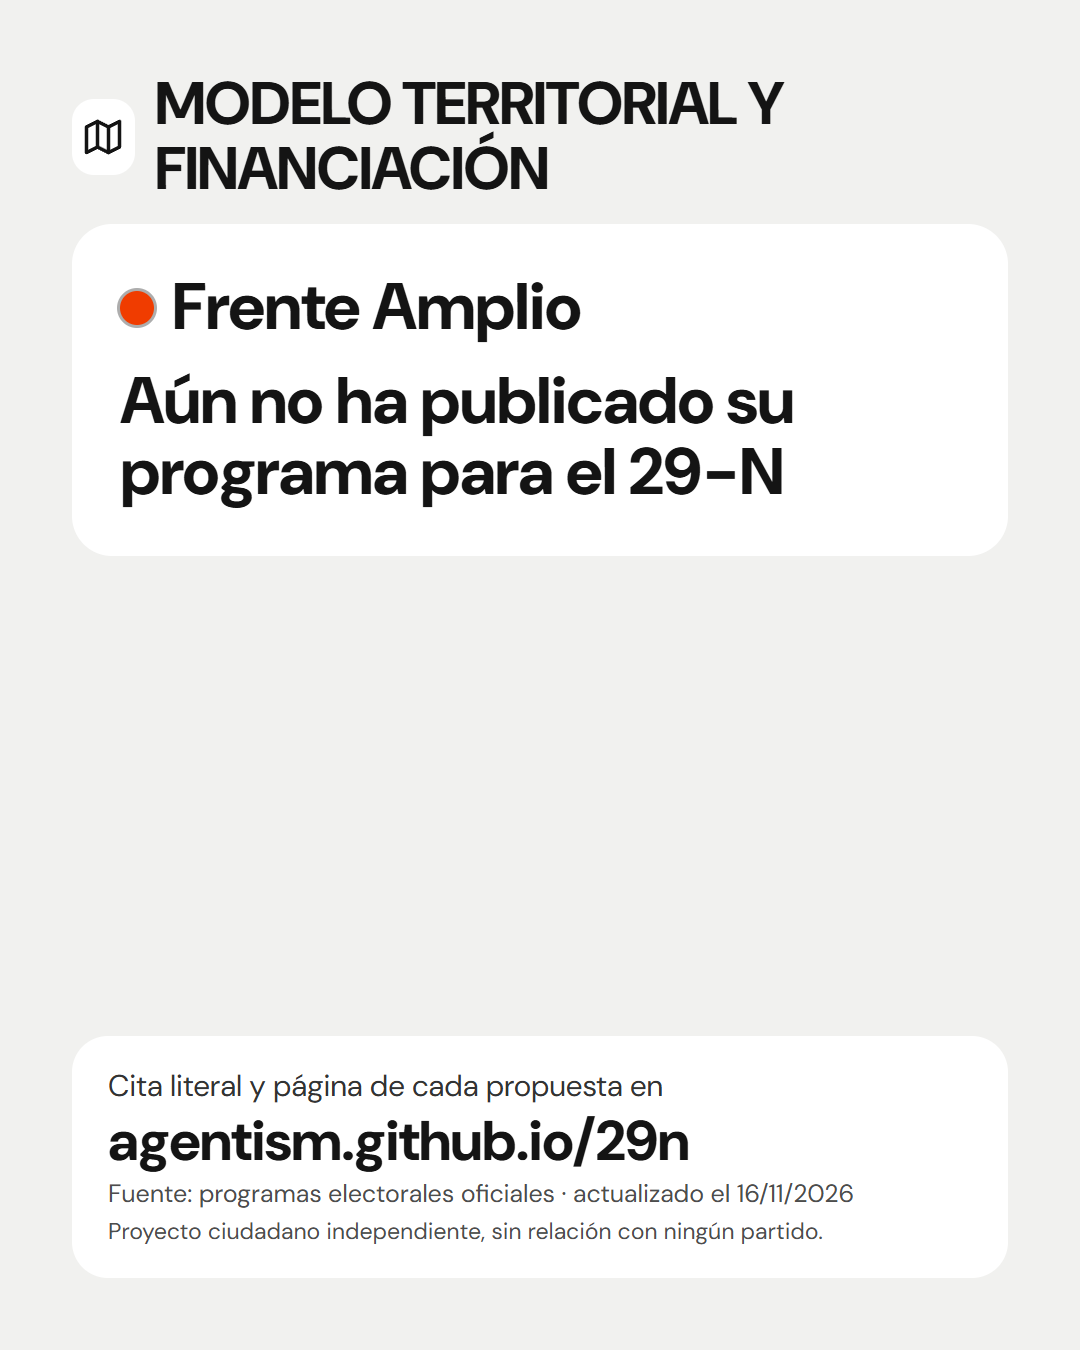 MODELO TERRITORIAL Y
FINANCIACIÓN
Frente Amplio
Aún no ha publicado su
programa para el 29-N
Cita literal y página de cada propuesta en
agentism.github.io/29n
Fuente: programas electorales oficiales · actualizado el 16/11/2026
Proyecto ciudadano independiente, sin relación con ningún partido.